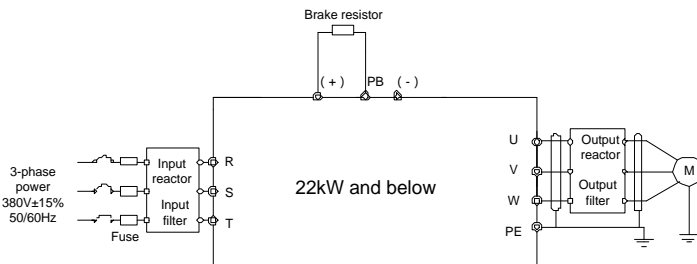 Brake resistor
( + )
PB
( - )
3-phase
power
380V±15%
50/60Hz
Fuse
Input
reactor
Input
filter
R
S
T
22kW and below
U
V
W
PE
Output
reactor
Output
filter
M